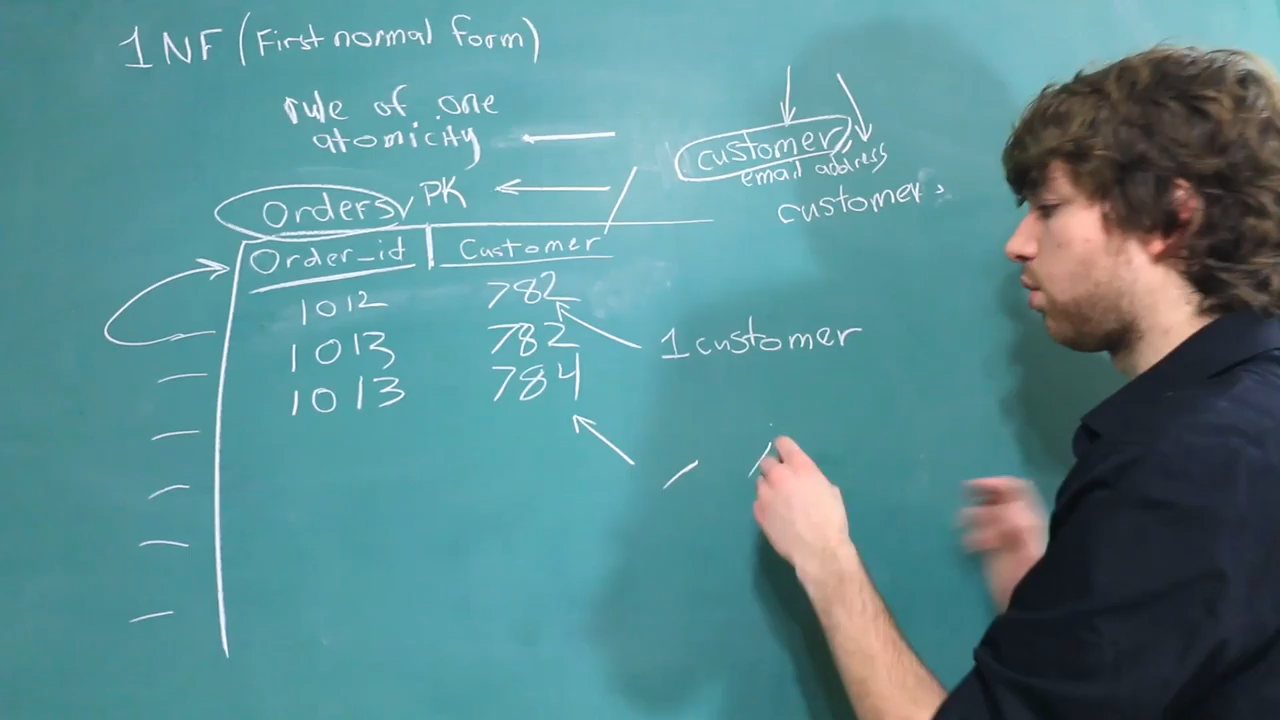 1NF (First normal form)
rule of one
atomicity
customer
email address
customer
Orders PK
Order_id Customer
1012 782
1013 782
1013 784
1 customer